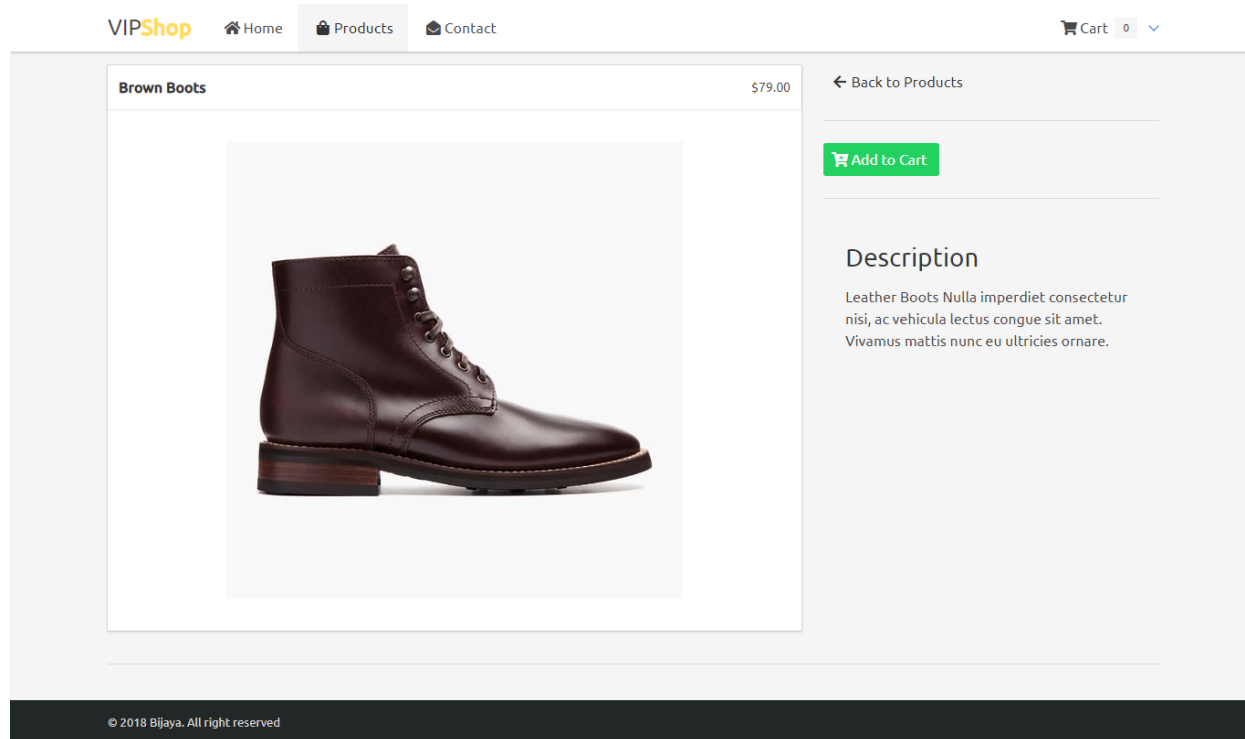 VIPShop Home Products Contact Cart 0
Brown Boots $79.00
Back to Products
Add to Cart
Description
Leather Boots Nulla imperdiet consectetur
nisi, ac vehicula lectus congue sit amet.
Vivamus mattis nunc eu ultricies ornare.
© 2018 Bijaya. All right reserved